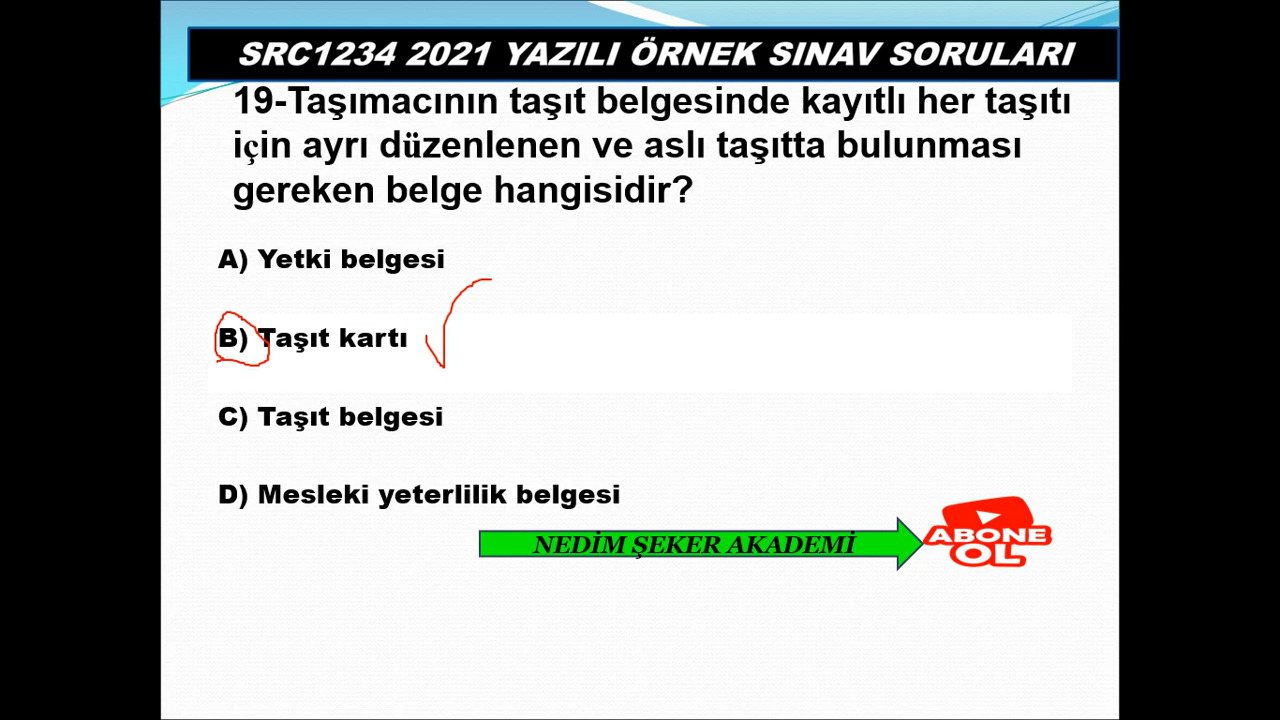 SRC1234 2021 YAZILI ÖRNEK SINAV SORULARI
19-Taşımacının taşıt belgesinde kayıtlı her taşıtı
için ayrı düzenlenen ve aslı taşıtta bulunması
gereken belge hangisidir?
A) Yetki belgesi
B) Taşıt kartı
C) Taşıt belgesi
D) Mesleki yeterlilik belgesi
NEDİM ŞEKER AKADEMİ
ABONE
OL